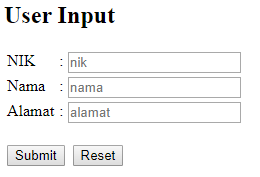 User Input
NIK : nik
Nama : nama
Alamat : alamat
Submit Reset